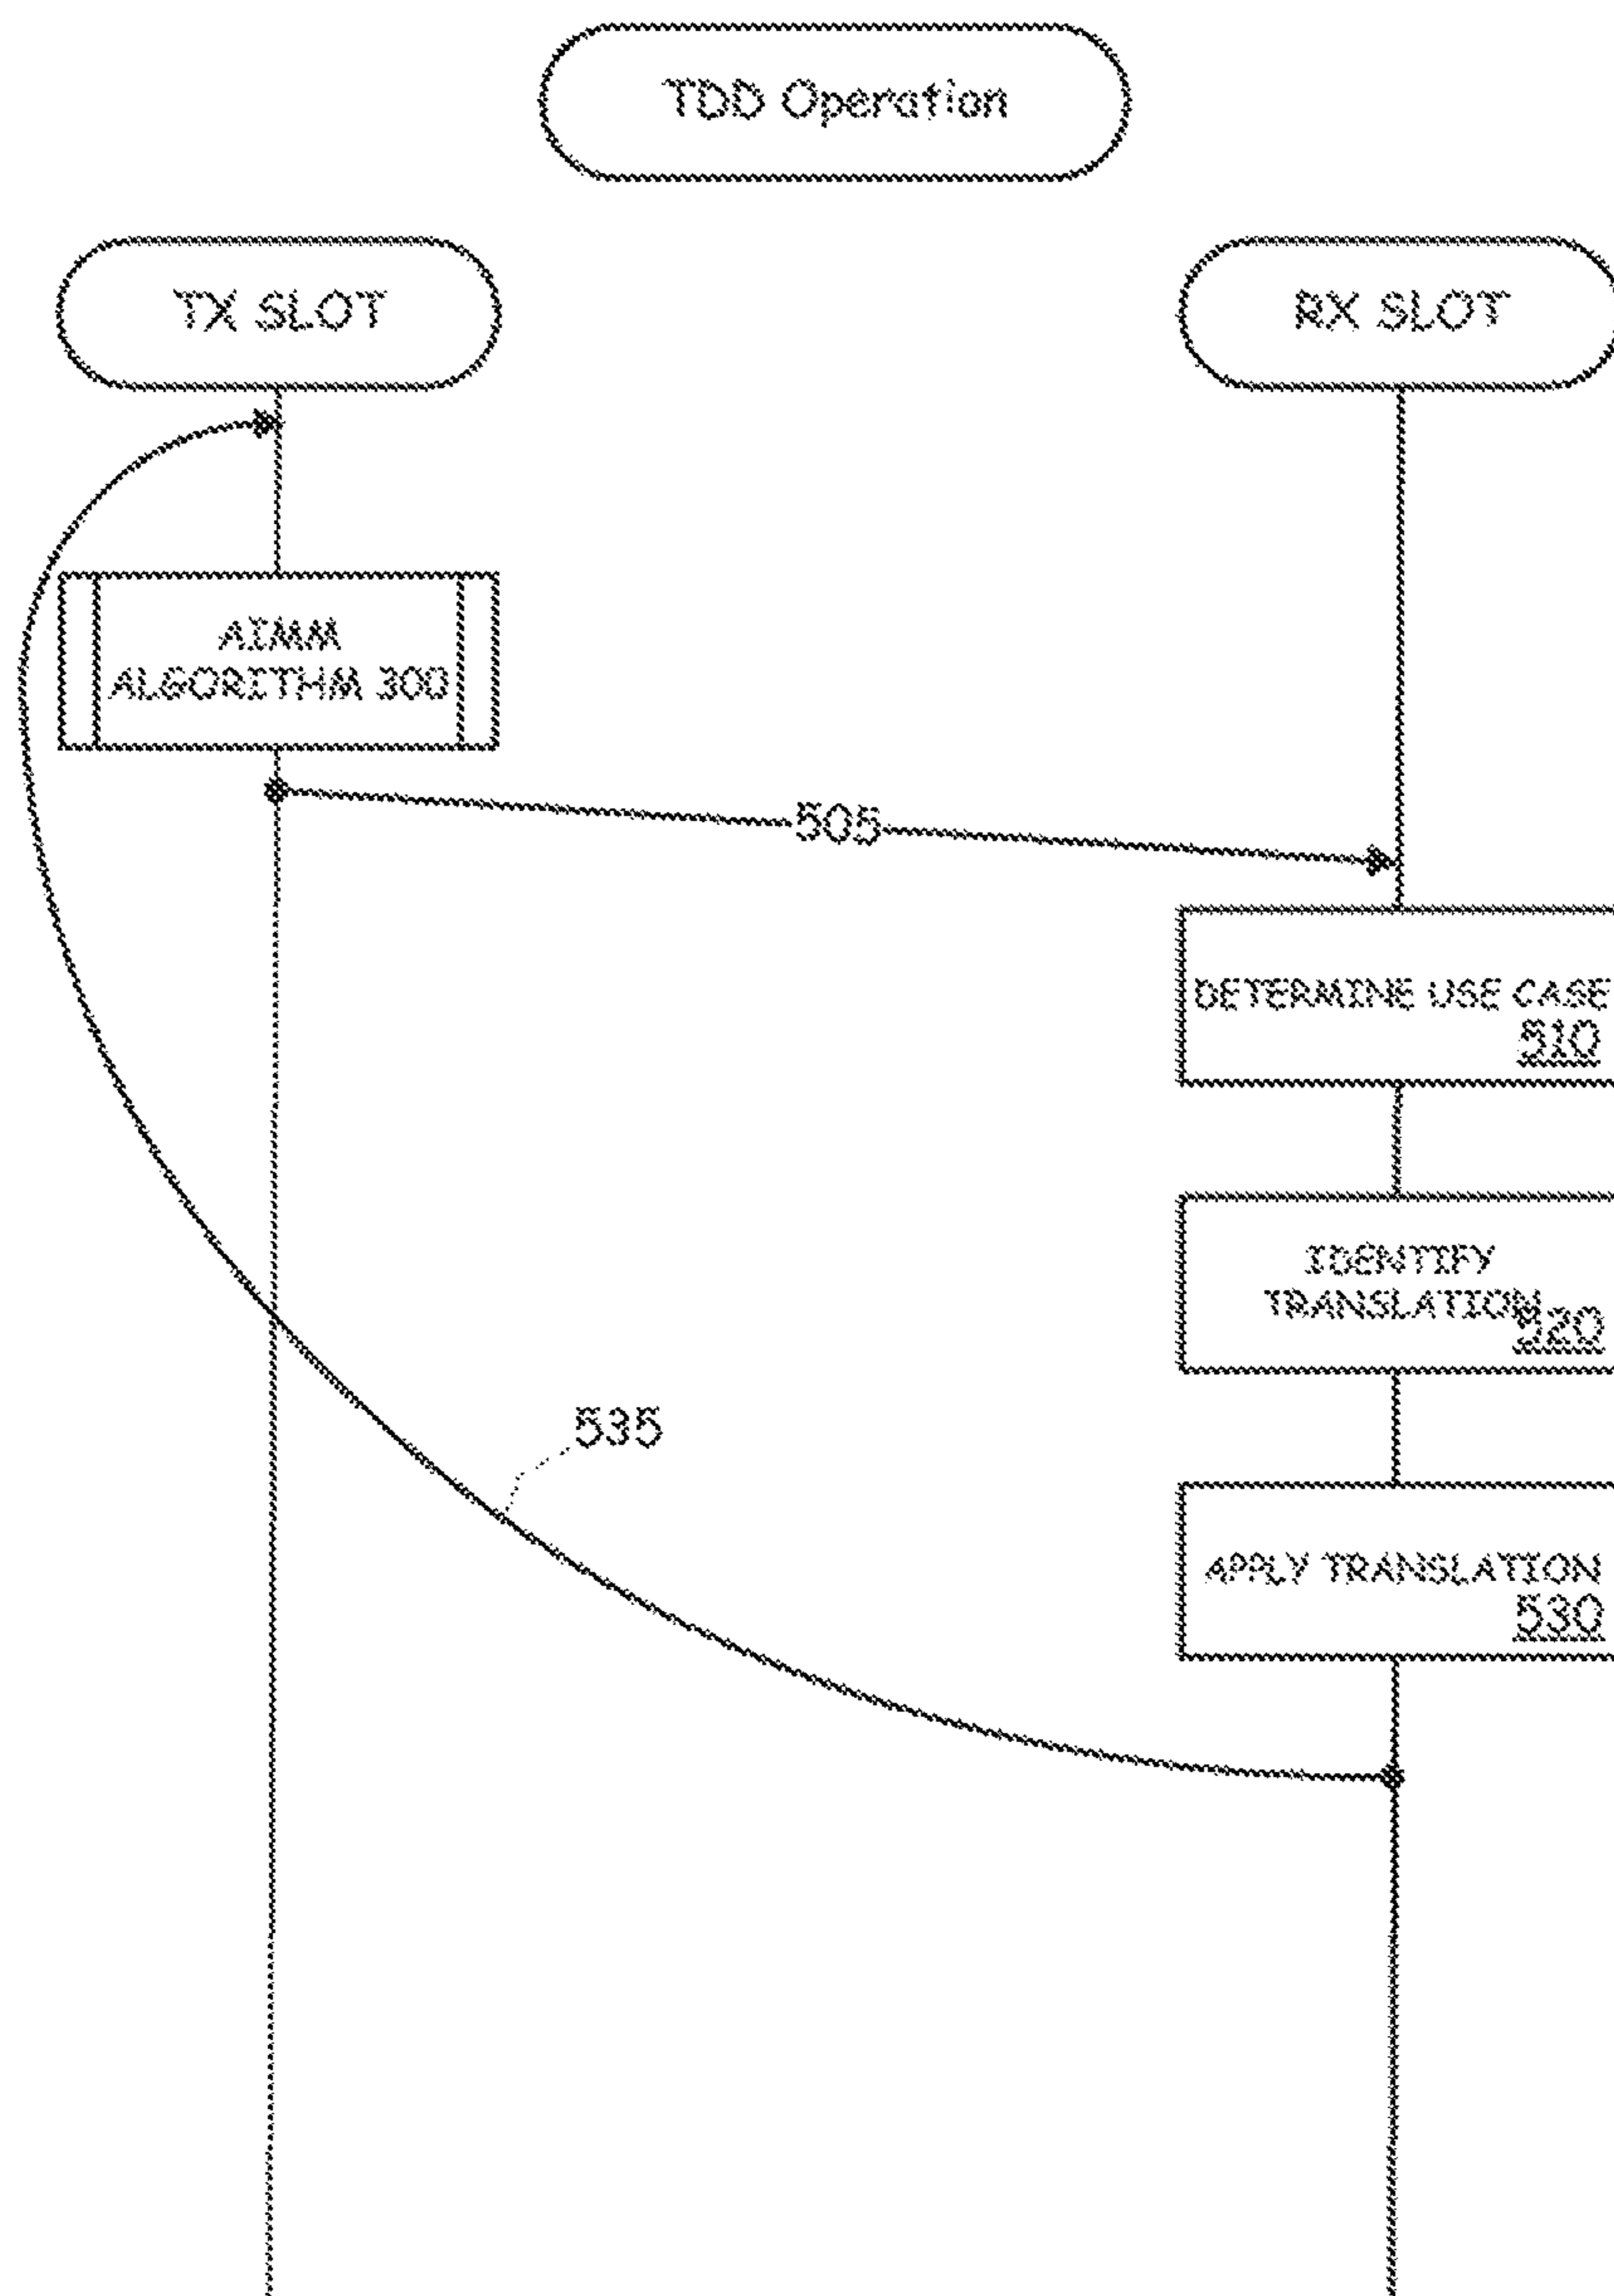 TDD Operation
TX SLOT
RX SLOT
AIMM
ALGORITHM 300
505
DETERMINE USE CASE
510
IDENTIFY
TRANSLATION
520
535
APPLY TRANSLATION
530